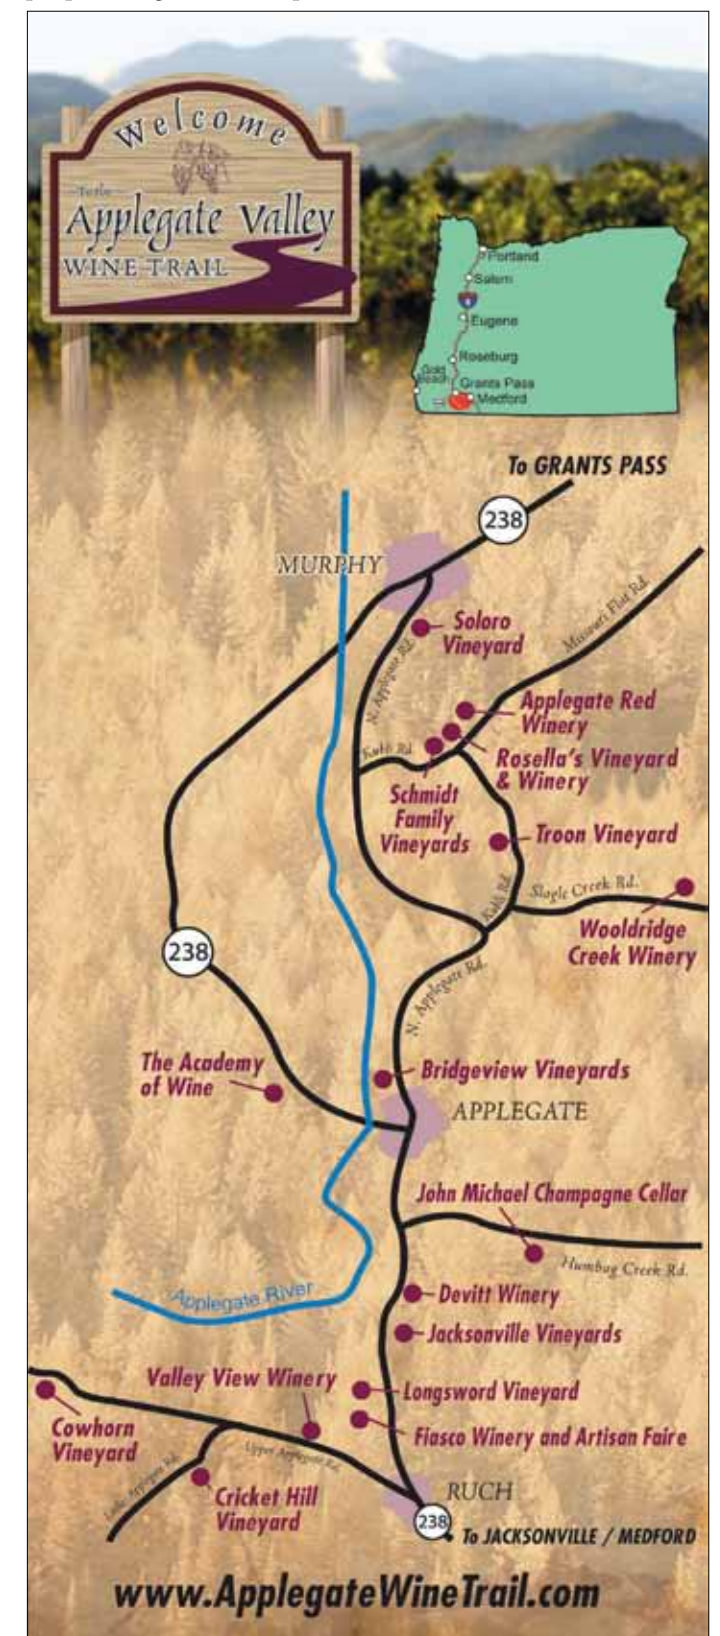 Welcome
To the
Applegate Valley
WINE TRAIL
Portland
Salem
5
Eugene
Roseburg
Gold
Beach
Grants Pass
Medford
To GRANTS PASS
238
MURPHY
Missouri Flat Rd.
Soloro
Vineyard
N. Applegate Rd.
Applegate Red
Winery
Kubli Rd.
Rosella's Vineyard
& Winery
Schmidt
Family
Vineyards
Troon Vineyard
Kubli Rd.
Slagle Creek Rd.
Wooldridge
Creek Winery
238
N. Applegate Rd.
The Academy
of Wine
Bridgeview Vineyards
APPLEGATE
John Michael Champagne Cellar
Humbug Creek Rd.
Applegate River
Devitt Winery
Jacksonville Vineyards
Valley View Winery
Longsword Vineyard
Cowhorn
Vineyard
Fiasco Winery and Artisan Faire
Upper Applegate Rd.
Little Applegate Rd.
Cricket Hill
Vineyard
RUCH
238
To JACKSONVILLE / MEDFORD
www.ApplegateWineTrail.com